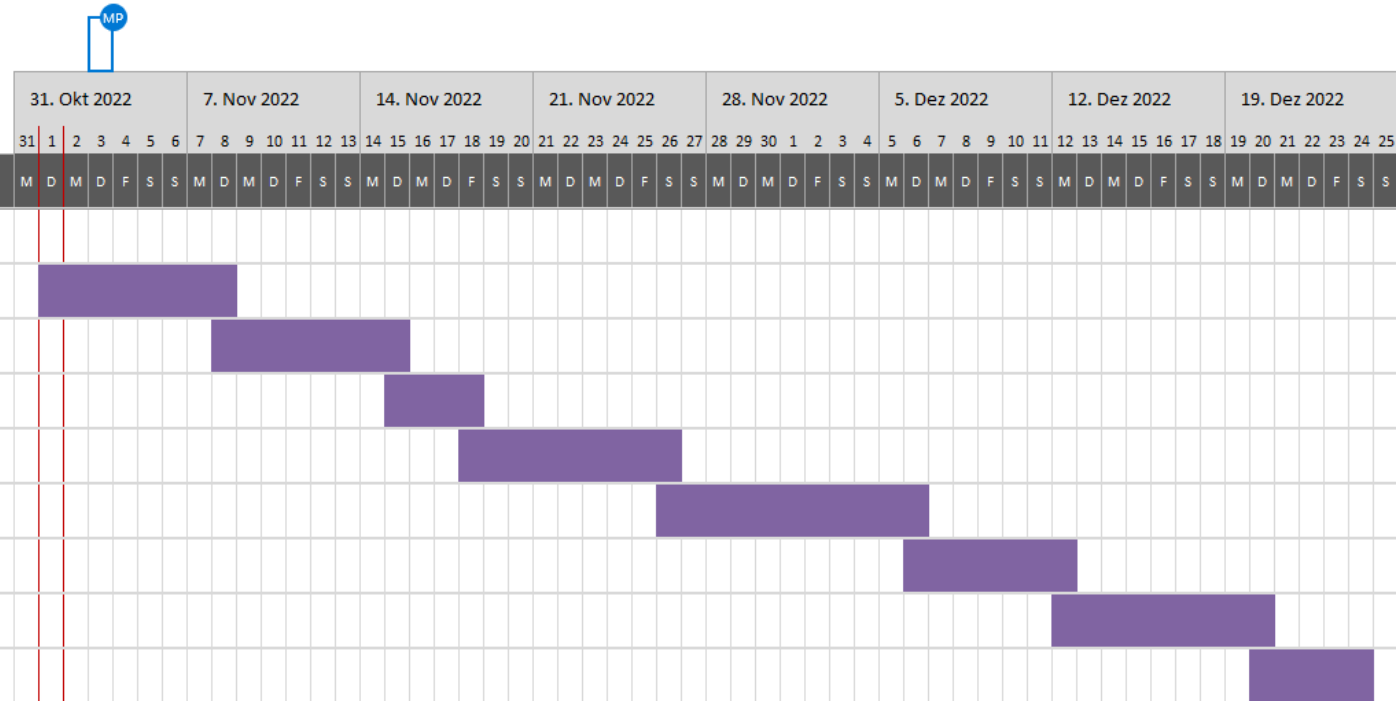 MP
31. Okt 2022 7. Nov 2022 14. Nov 2022 21. Nov 2022 28. Nov 2022 5. Dez 2022 12. Dez 2022 19. Dez 2022
31 1 2 3 4 5 6 7 8 9 10 11 12 13 14 15 16 17 18 19 20 21 22 23 24 25 26 27 28 29 30 1 2 3 4 5 6 7 8 9 10 11 12 13 14 15 16 17 18 19 20 21 22 23 24 25
M D M D F S S M D M D F S S M D M D F S S M D M D F S S M D M D F S S M D M D F S S M D M D F S S M D M D F S S